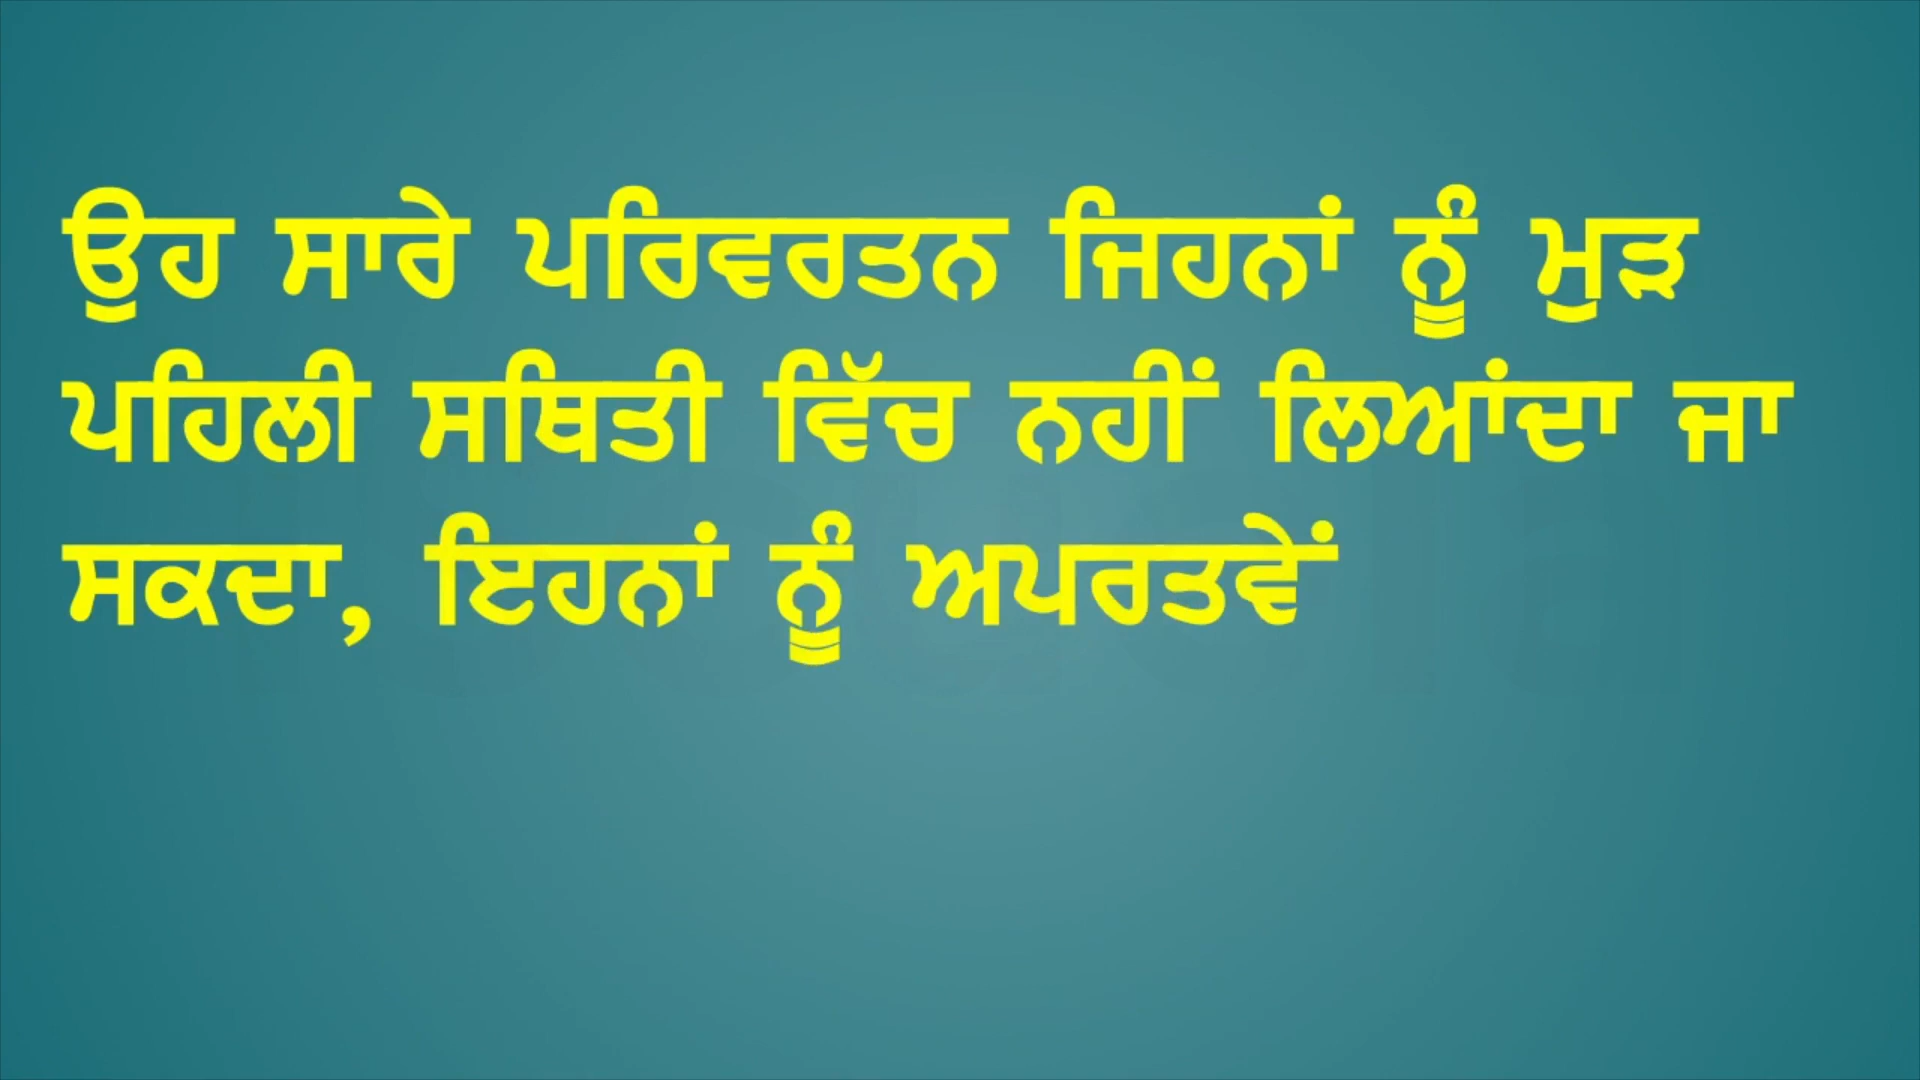 ਉਹ ਸਾਰੇ ਪਰਿਵਰਤਨ ਜਿਹਨਾਂ ਨੂੰ ਮੁੜ
ਪਹਿਲੀ ਸਥਿਤੀ ਵਿੱਚ ਨਹੀਂ ਲਿਆਂਦਾ ਜਾ
ਸਕਦਾ, ਇਹਨਾਂ ਨੂੰ ਅਪਰਤਵੇਂ